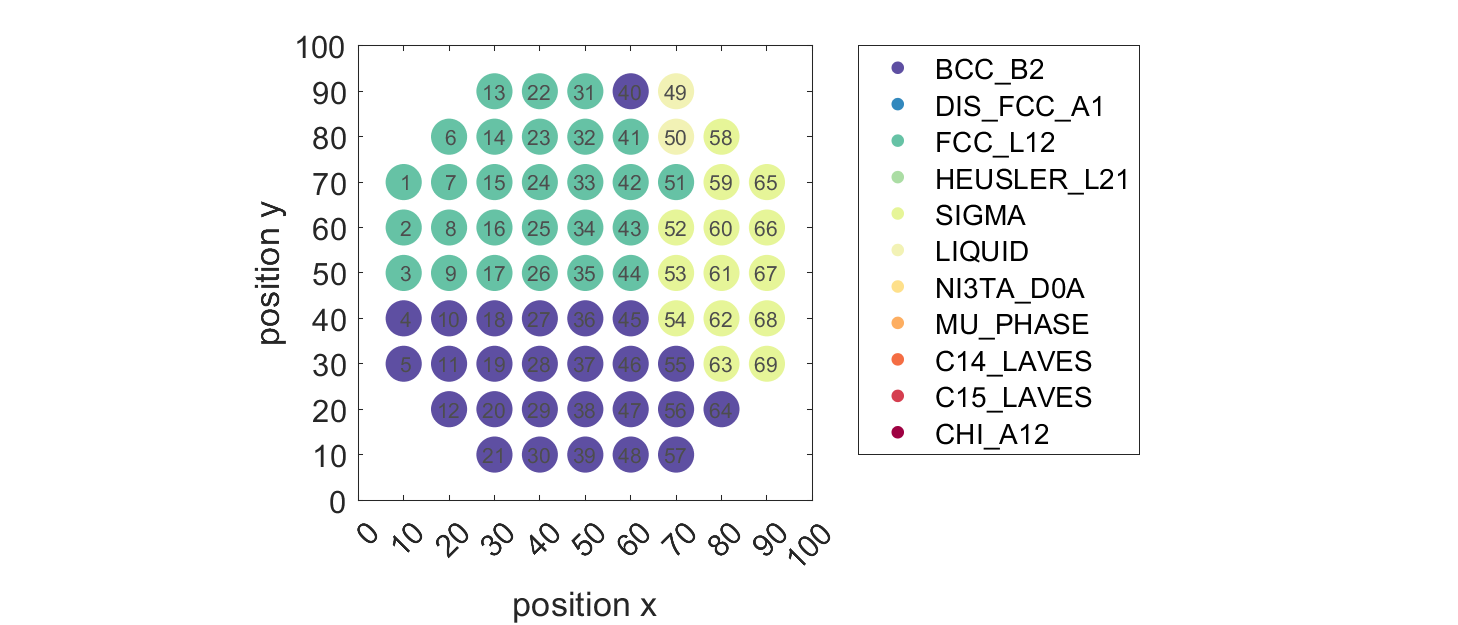 100
90
80
70
60
50
40
30
20
10
0
position y
13 22 31 40 49
6 14 23 32 41 50 58
1 7 15 24 33 42 51 59 65
2 8 16 25 34 43 52 60 66
3 9 17 26 35 44 53 61 67
4 10 18 27 36 45 54 62 68
5 11 19 28 37 46 55 63 69
12 20 29 38 47 56 64
21 30 39 48 57
0 10 20 30 40 50 60 70 80 90 100
position x
BCC_B2
DIS_FCC_A1
FCC_L12
HEUSLER_L21
SIGMA
LIQUID
NI3TA_D0A
MU_PHASE
C14_LAVES
C15_LAVES
CHI_A12